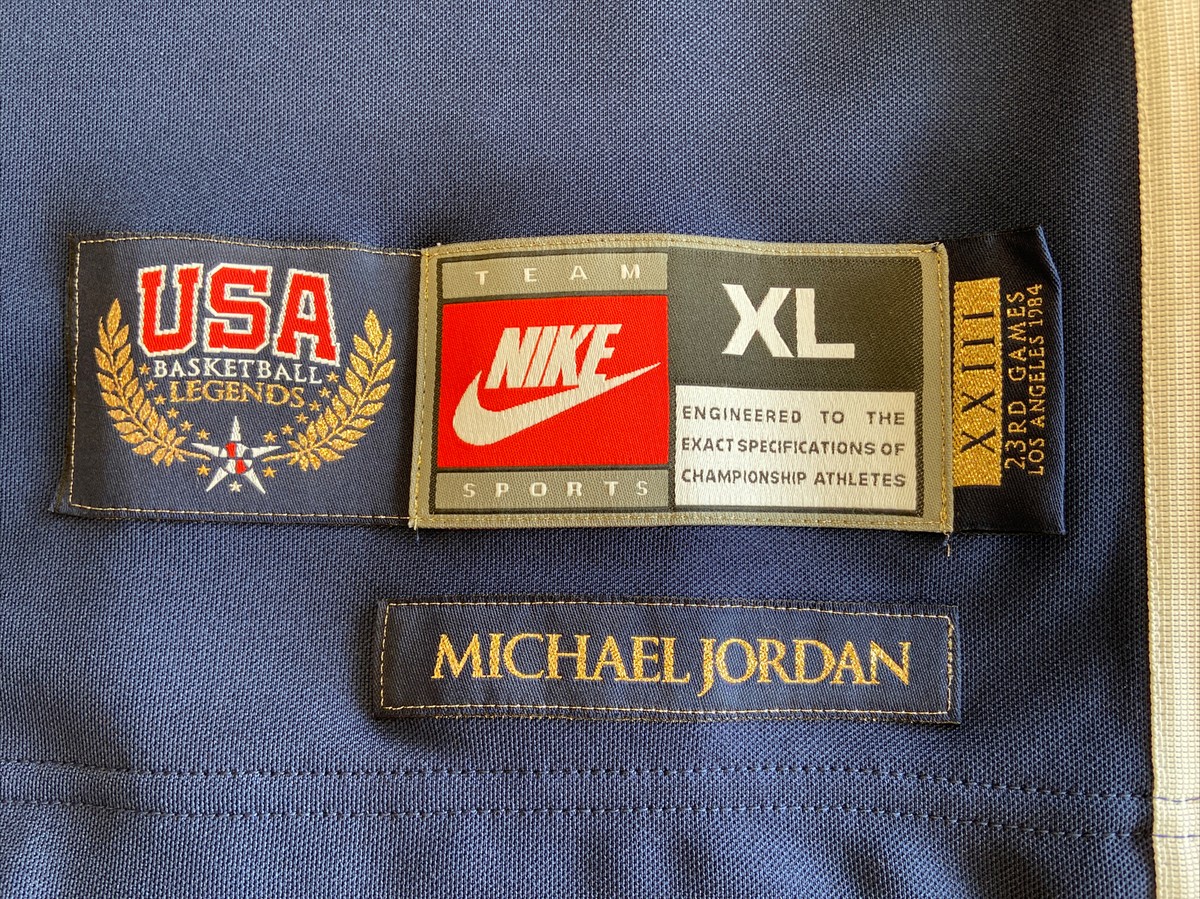 USA
BASKETBALL
LEGENDS
TEAM
NIKE
SPORTS
XL
ENGINEERED TO THE
EXACT SPECIFICATIONS OF
CHAMPIONSHIP ATHLETES
XXIII
23RD GAMES
LOS ANGELES 1984
MICHAEL JORDAN